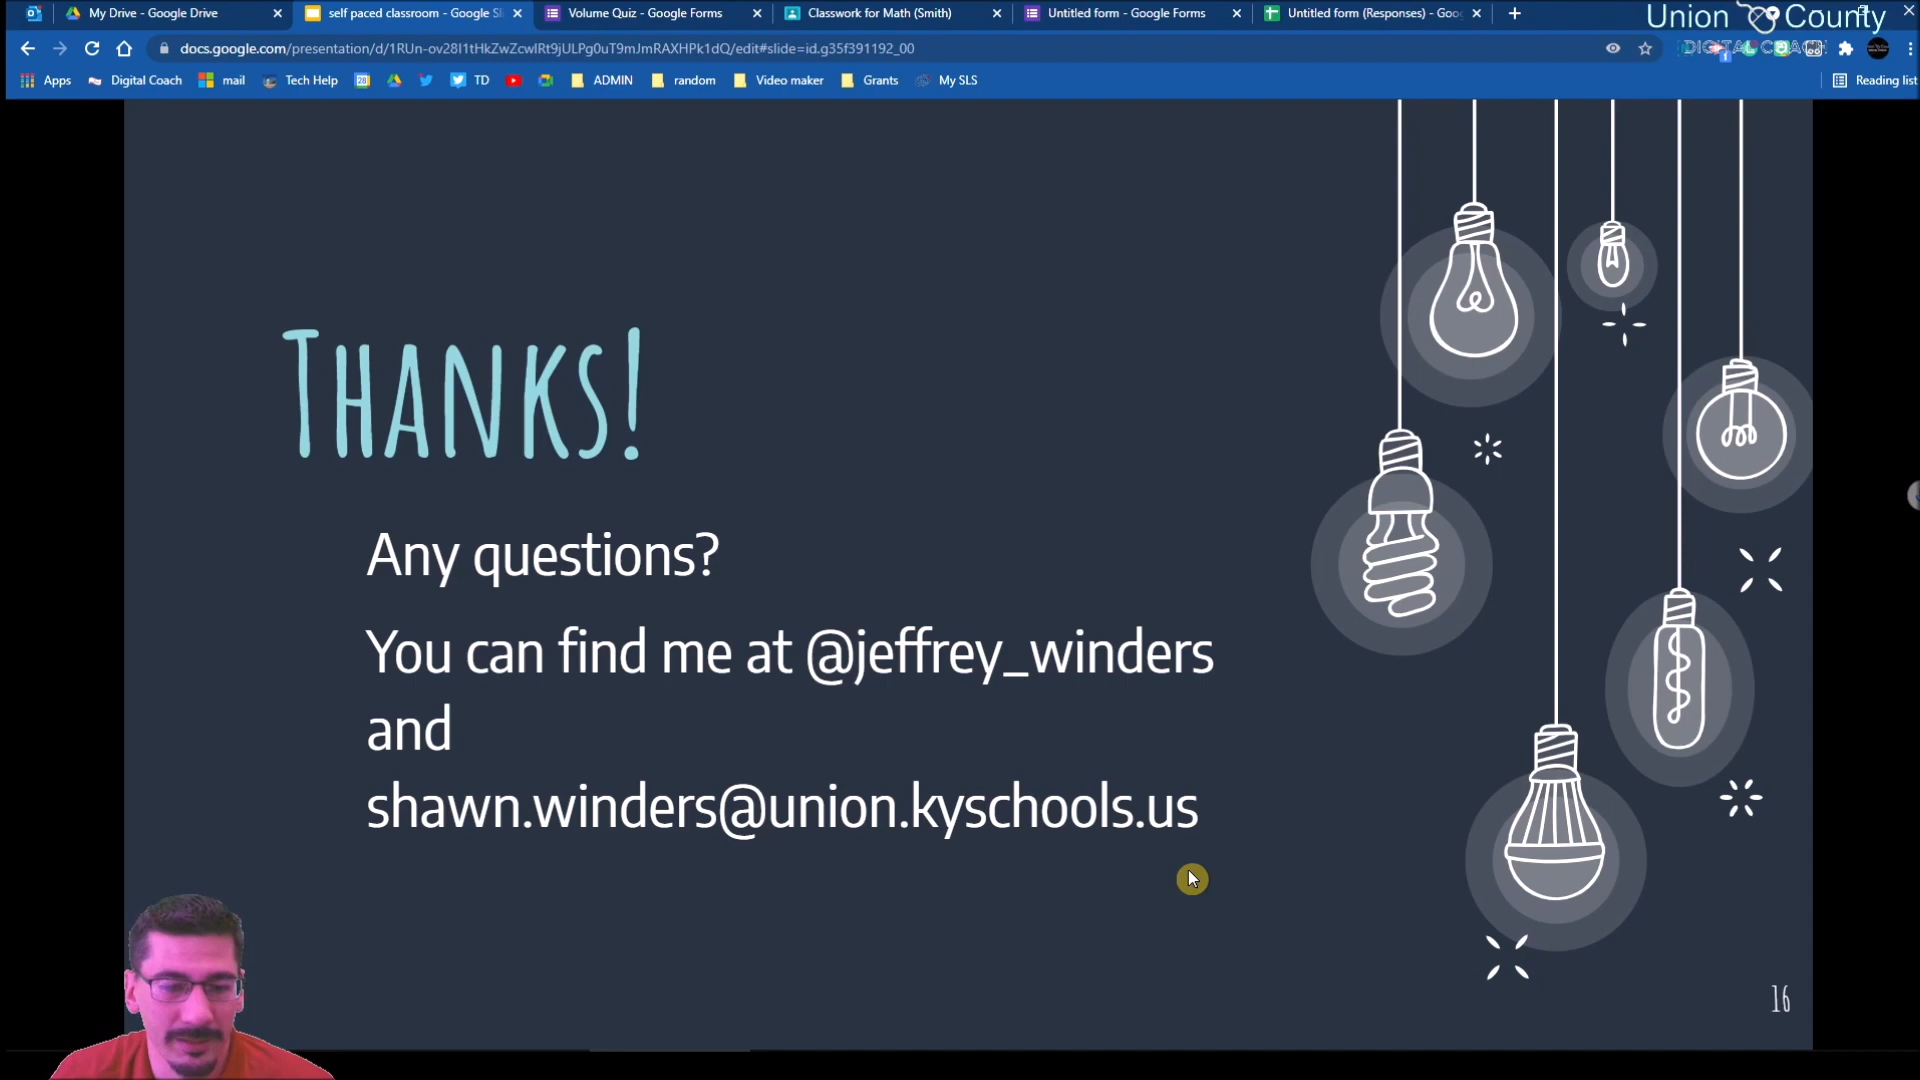 My Drive - Google Drive
self paced classroom - Google Sl
Volume Quiz - Google Forms
Classwork for Math (Smith)
Untitled form - Google Forms
Untitled form (Responses) - Goo
Union County
DIGITAL COACH
docs.google.com/presentation/d/1RUn-ov28I1tHkZwZcwIRt9jULPg0uT9mJmRAXHPk1dQ/edit#slide=id.g35f391192_00
Apps
Digital Coach
mail
Tech Help
TD
ADMIN
random
Video maker
Grants
My SLS
Reading list
THANKS!
Any questions?
You can find me at @jeffrey_winders
and
shawn.winders@union.kyschools.us
16